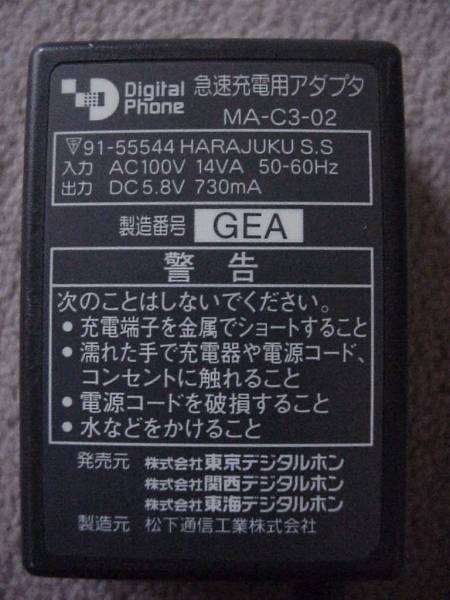 Digital Phone 急速充電用アダプタ
MA-C3-02
91-55544 HARAJUKU S.S
入力 AC100V 14VA 50-60Hz
出力 DC5.8V 730mA
製造番号 GEA
警告
次のことはしないでください。
•充電端子を金属でショートすること
•濡れた手で充電器や電源コード、
コンセントに触れること
•電源コードを破損すること
•水などをかけること
発売元 株式会社東京デジタルホン
株式会社関西デジタルホン
株式会社東海デジタルホン
製造元 松下通信工業株式会社